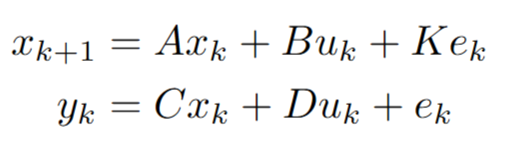 x_{k+1} = Ax_k + Bu_k + Ke_k
y_k = Cx_k + Du_k + e_k